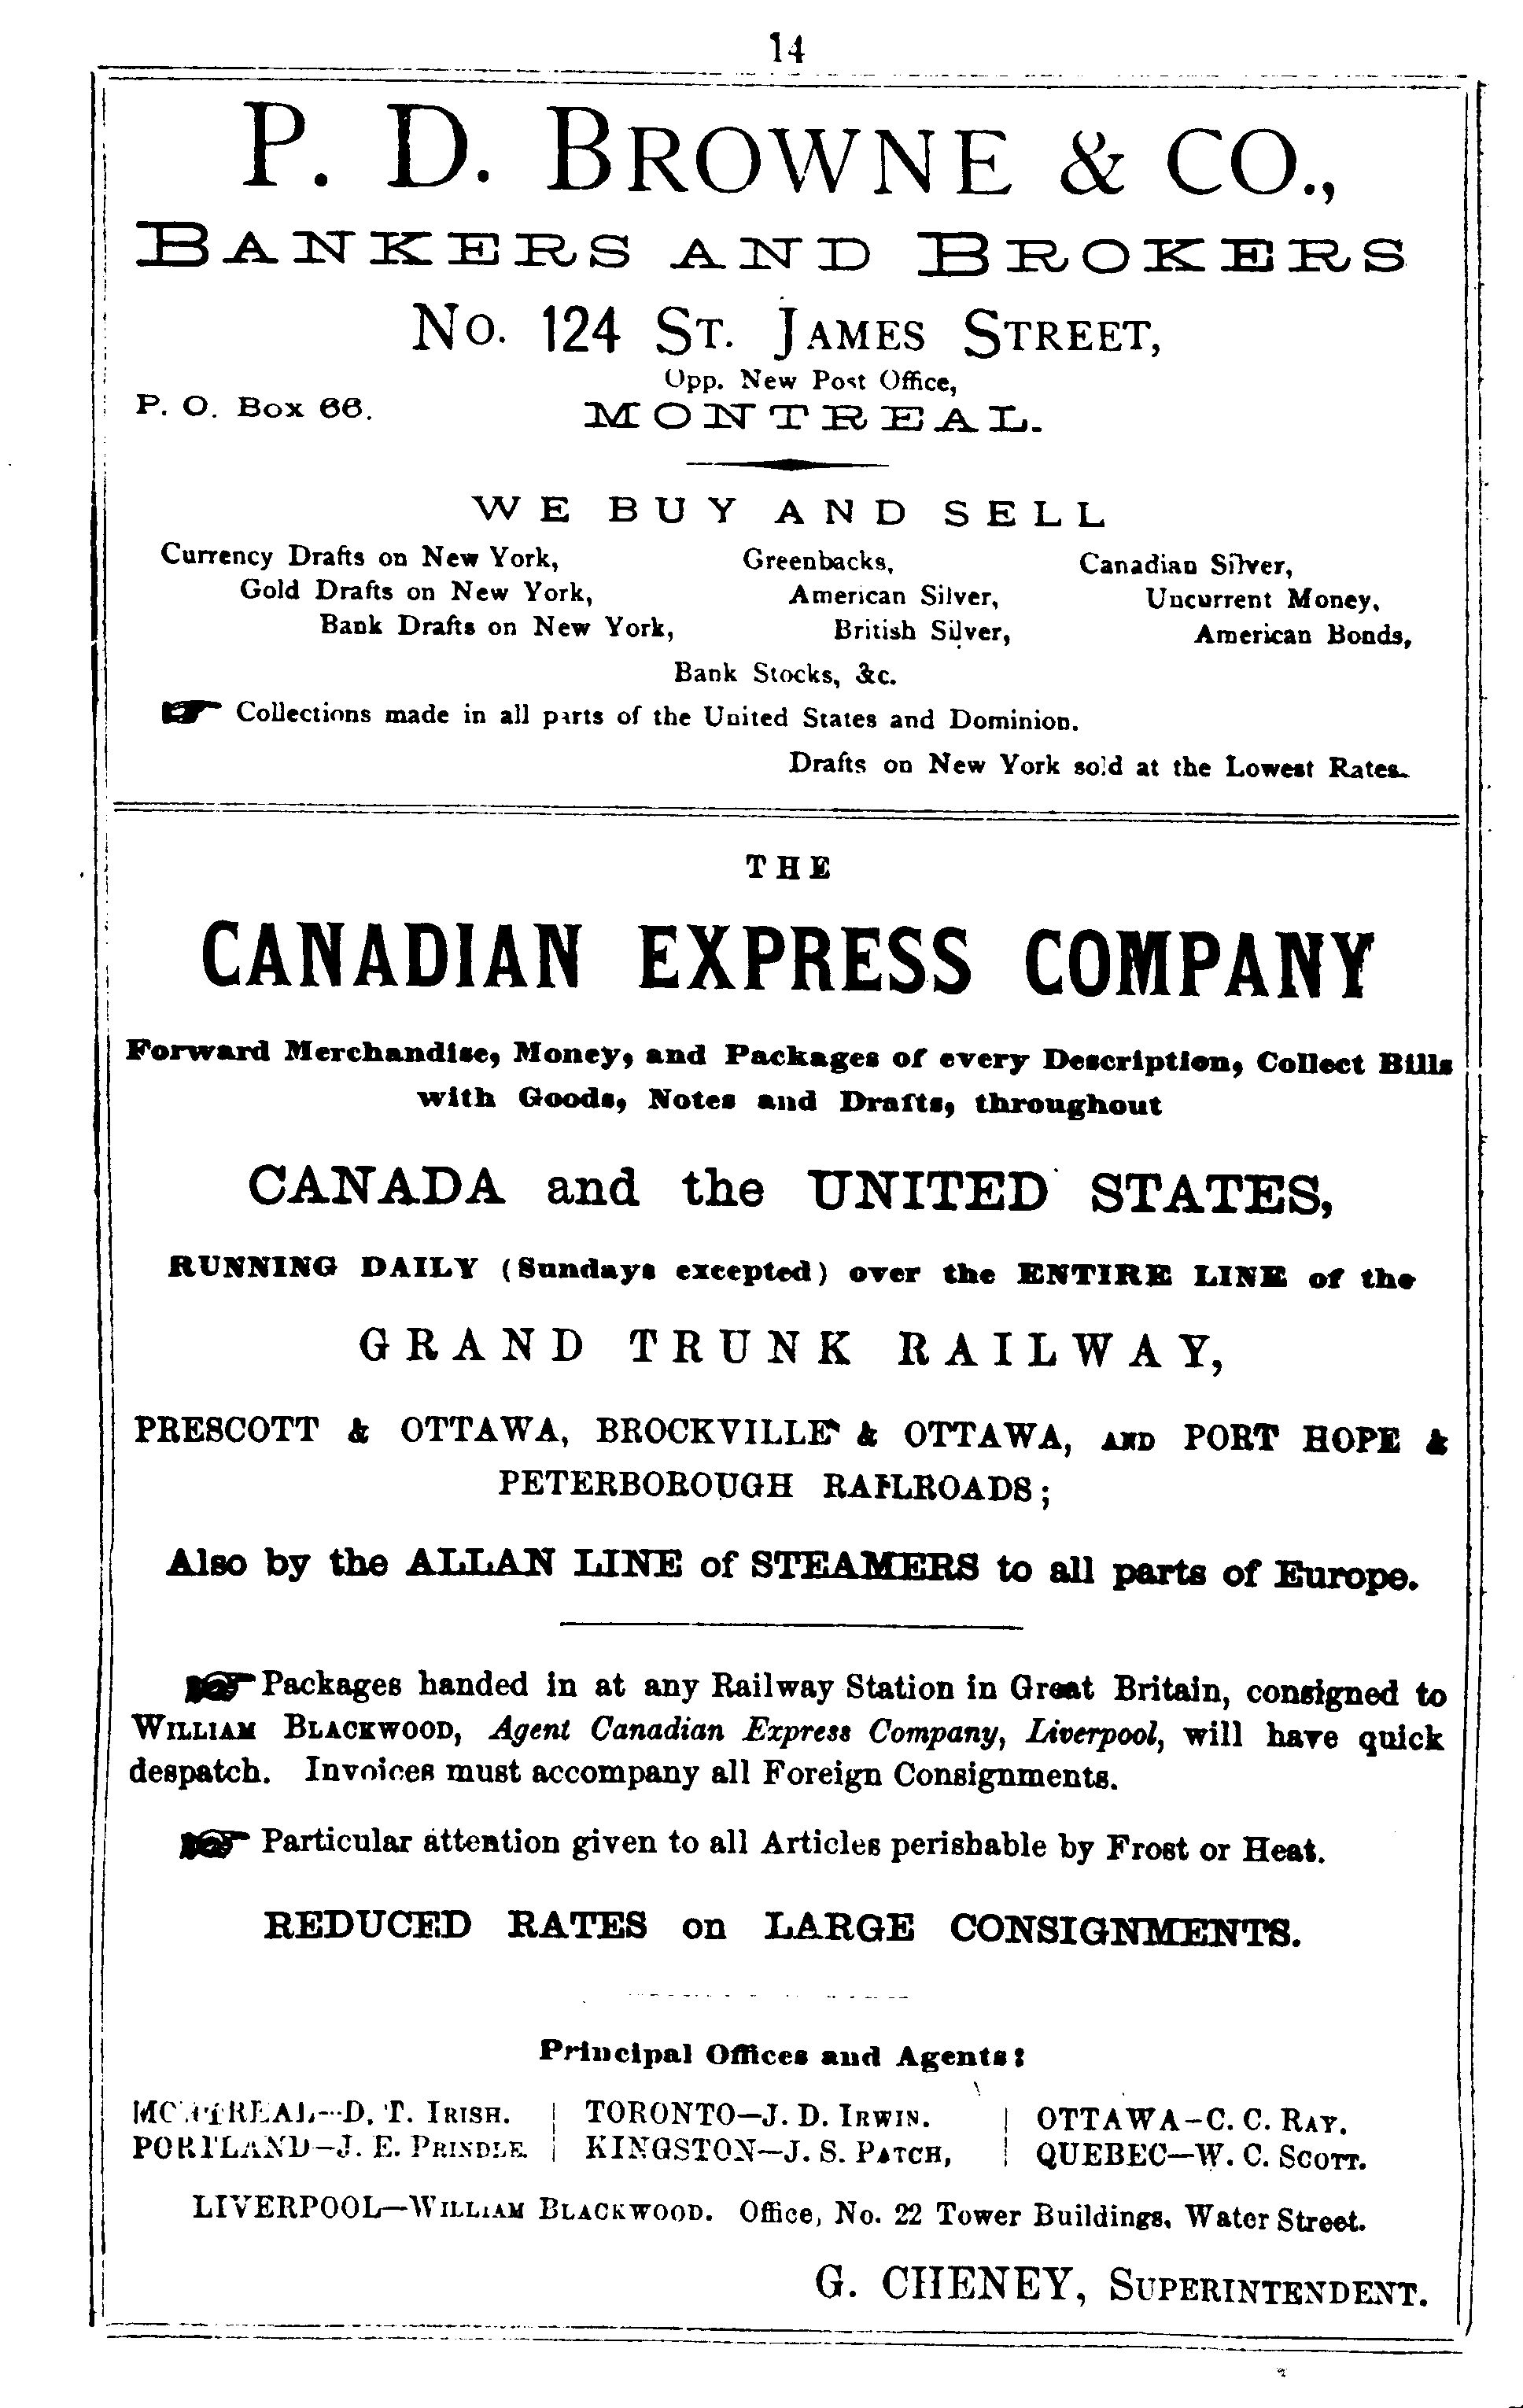 14
P. D. BROWNE & CO.,
BANKERS AND BROKERS
No. 124 ST. JAMES STREET,
Opp. New Post Office,
P. O. Box 66.
MONTREAL.
WE BUY AND SELL
Currency Drafts on New York, Greenbacks, Canadian Silver,
Gold Drafts on New York, American Silver, Uncurrent Money,
Bank Drafts on New York, British Silver, American Bonds,
Bank Stocks, &c.
☛ Collections made in all parts of the United States and Dominion.
Drafts on New York sold at the Lowest Rates.
THE
CANADIAN EXPRESS COMPANY
Forward Merchandise, Money, and Packages of every Description, Collect Bills
with Goods, Notes and Drafts, throughout
CANADA and the UNITED STATES,
RUNNING DAILY (Sundays excepted) over the ENTIRE LINE of the
GRAND TRUNK RAILWAY,
PRESCOTT & OTTAWA, BROCKVILLE & OTTAWA, AND PORT HOPE &
PETERBOROUGH RAILROADS;
Also by the ALLAN LINE of STEAMERS to all parts of Europe.
☛ Packages handed in at any Railway Station in Great Britain, consigned to
WILLIAM BLACKWOOD, Agent Canadian Express Company, Liverpool, will have quick
despatch. Invoices must accompany all Foreign Consignments.
☛ Particular attention given to all Articles perishable by Frost or Heat.
REDUCED RATES on LARGE CONSIGNMENTS.
Principal Offices and Agents:
MONTREAL—D. T. IRISH. | TORONTO—J. D. IRWIN. | OTTAWA—C. C. RAY.
PORTLAND—J. E. PRINDLE. | KINGSTON—J. S. PATCH, | QUEBEC—W. C. SCOTT.
LIVERPOOL—WILLIAM BLACKWOOD. Office, No. 22 Tower Buildings, Water Street.
G. CHENEY, SUPERINTENDENT.